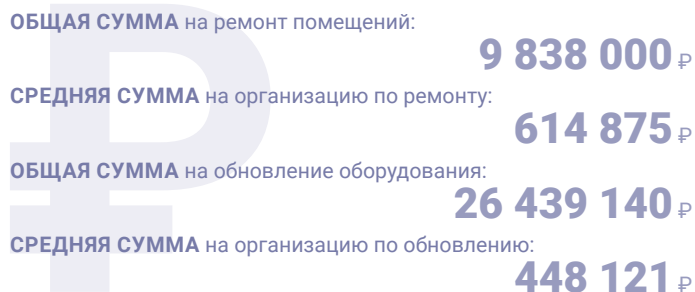 ОБЩАЯ СУММА на ремонт помещений:
9 838 000 ₽
СРЕДНЯЯ СУММА на организацию по ремонту:
614 875 ₽
ОБЩАЯ СУММА на обновление оборудования:
26 439 140 ₽
СРЕДНЯЯ СУММА на организацию по обновлению:
448 121 ₽